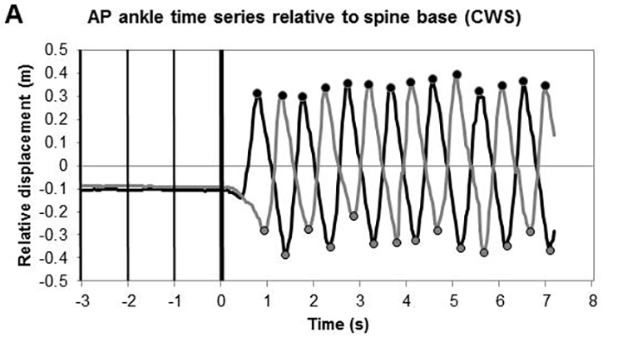 A
AP ankle time series relative to spine base (CWS)
Relative displacement (m)
0.5
0.4
0.3
0.2
0.1
0
-0.1
-0.2
-0.3
-0.4
-0.5
-3 -2 -1 0 1 2 3 4 5 6 7 8
Time (s)